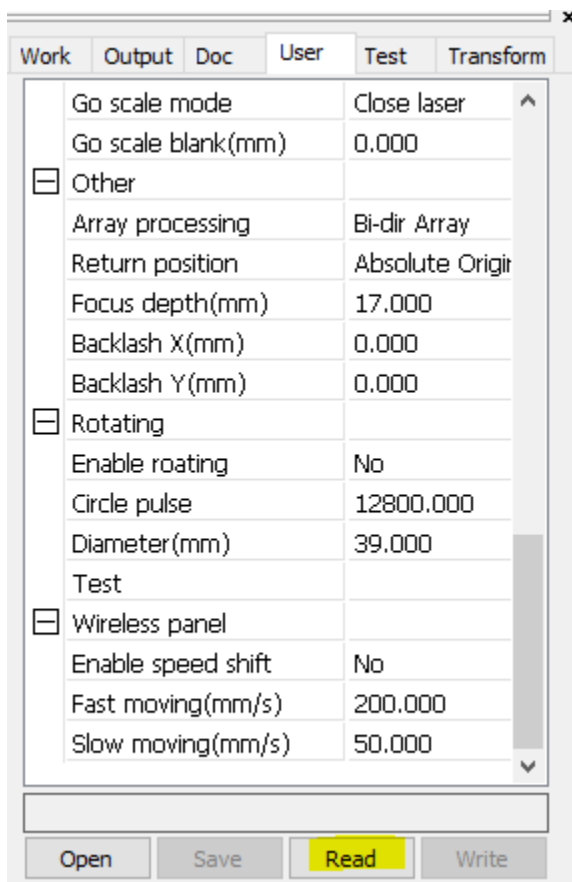 x
Work Output Doc User Test Transform
Go scale mode Close laser
Go scale blank(mm) 0.000
Other
Array processing Bi-dir Array
Return position Absolute Origir
Focus depth(mm) 17.000
Backlash X(mm) 0.000
Backlash Y(mm) 0.000
Rotating
Enable roating No
Circle pulse 12800.000
Diameter(mm) 39.000
Test
Wireless panel
Enable speed shift No
Fast moving(mm/s) 200.000
Slow moving(mm/s) 50.000
Open Save Read Write